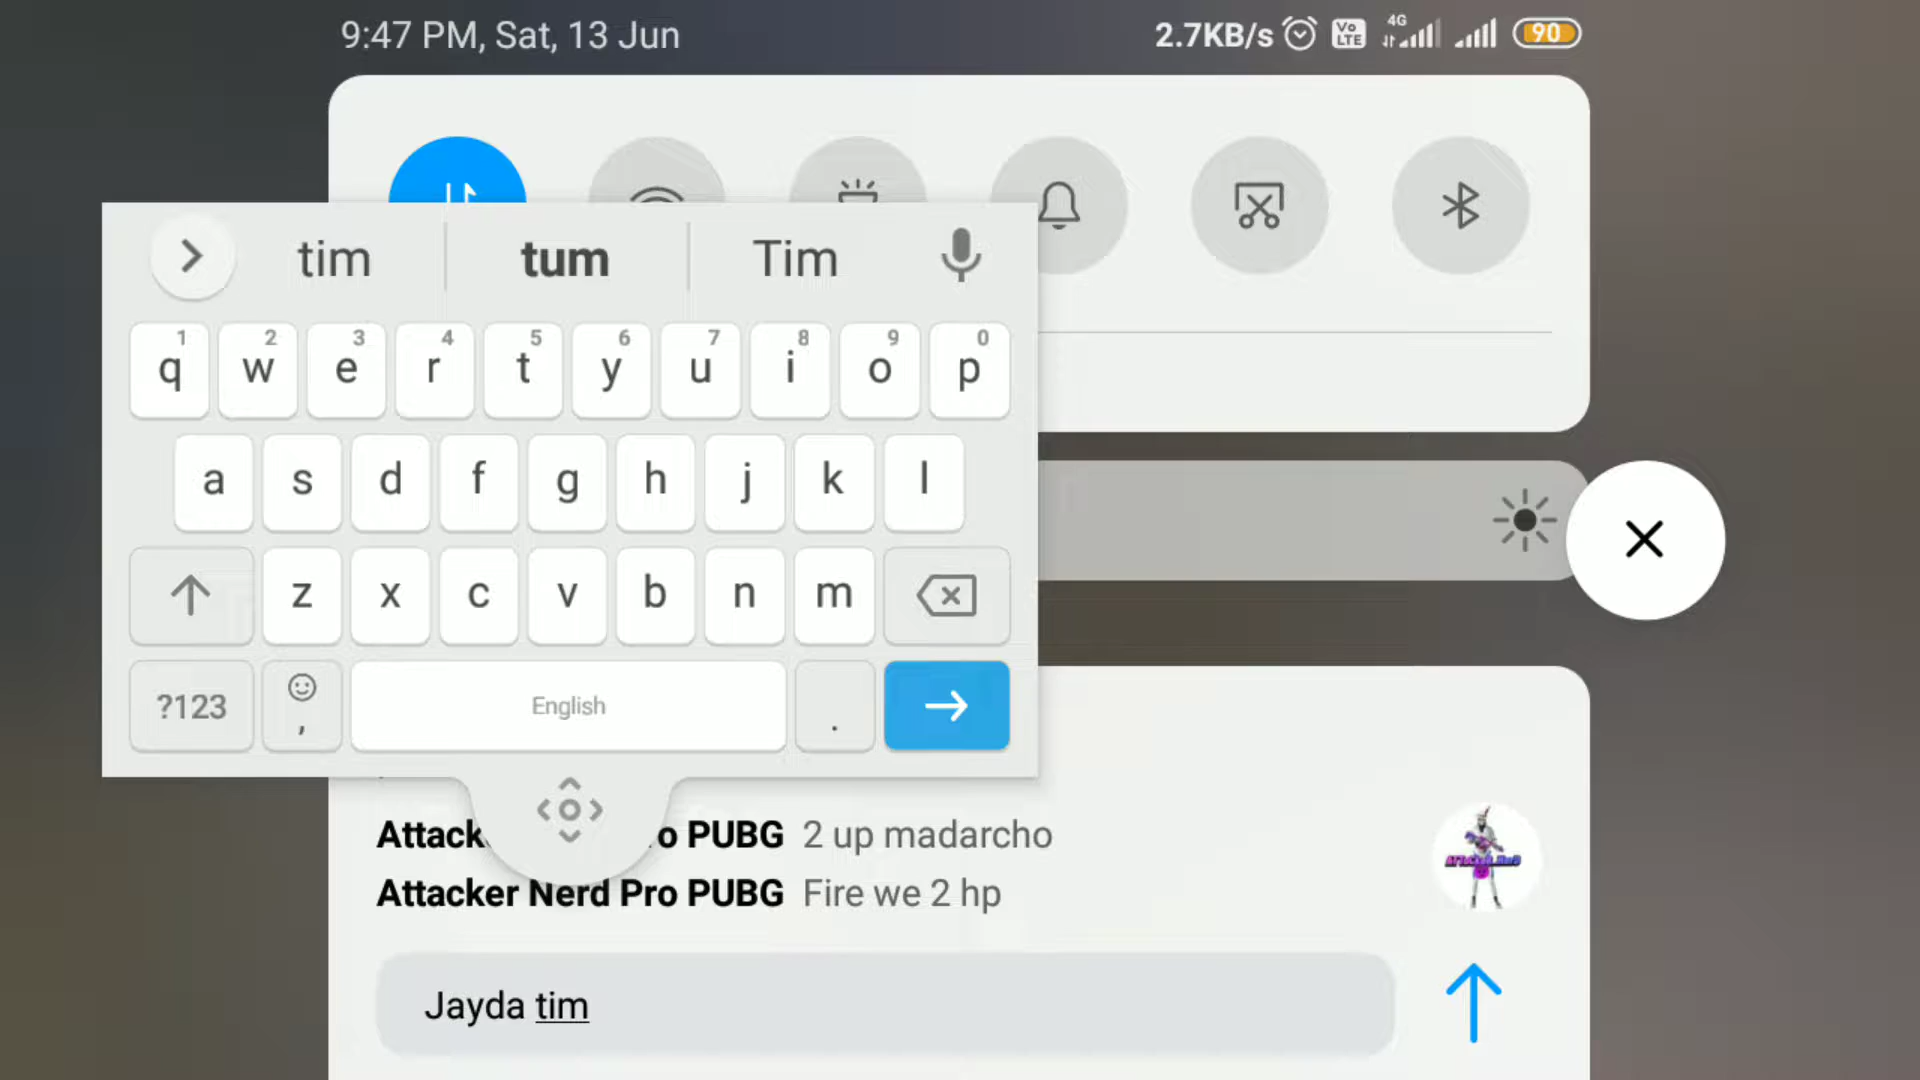 9:47 PM, Sat, 13 Jun 2.7KB/s Vo LTE 4G 90
tim tum Tim
1 2 3 4 5 6 7 8 9 0
q w e r t y u i o p
a s d f g h j k l
z x c v b n m
?123 , English .
Attack o PUBG 2 up madarcho
Attacker Nerd Pro PUBG Fire we 2 hp
Jayda tim